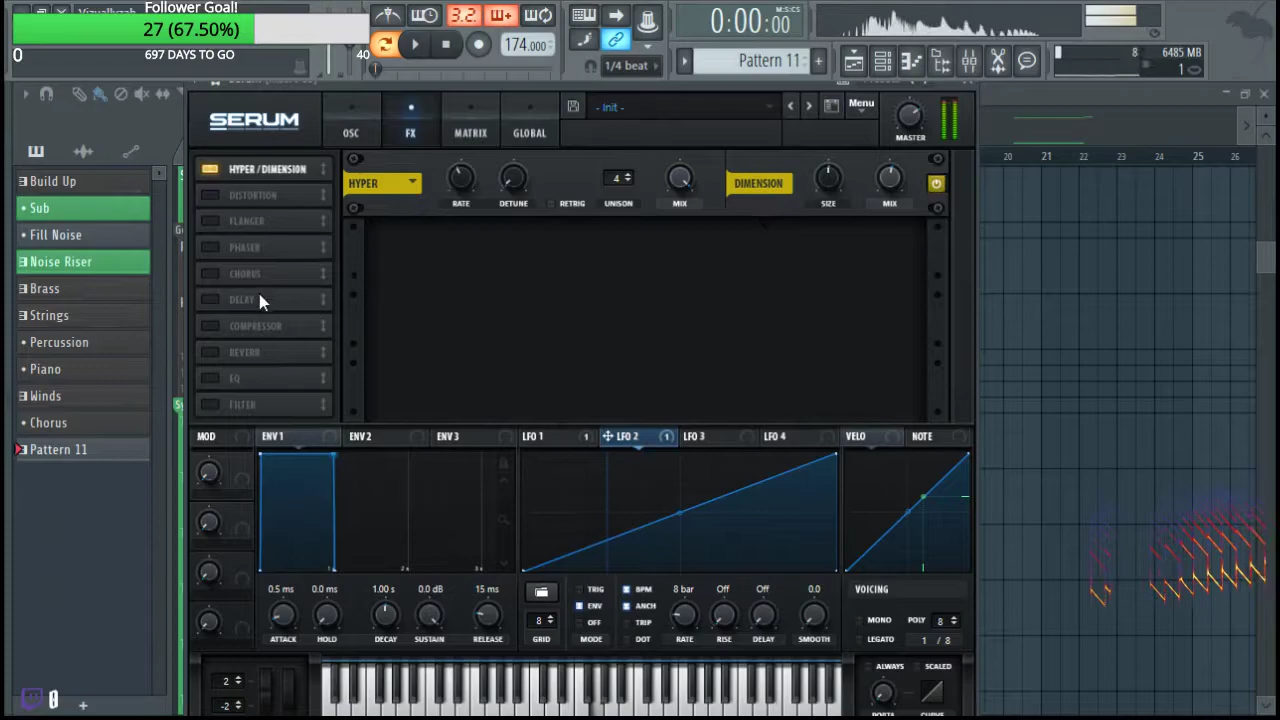 Follower Goal!
27 (67.50%)
0
697 DAYS TO GO
40
3.2
174.000
0:00:00
M:S:CS
1/4 beat
Pattern 11
8
6485 MB
1
SERUM
OSC
FX
MATRIX
GLOBAL
- Init -
Menu
MASTER
Build Up
Sub
Fill Noise
Noise Riser
Brass
Strings
Percussion
Piano
Winds
Chorus
Pattern 11
HYPER / DIMENSION
DISTORTION
FLANGER
PHASER
CHORUS
DELAY
COMPRESSOR
REVERB
EQ
FILTER
HYPER
RATE
DETUNE
RETRIG
4
UNISON
MIX
DIMENSION
SIZE
MIX
20 21 22 23 24 25 26
MOD
ENV 1
ENV 2
ENV 3
LFO 1
1
LFO 2
1
LFO 3
LFO 4
VELO
NOTE
0.5 ms
0.0 ms
1.00 s
0.0 dB
15 ms
ATTACK
HOLD
DECAY
SUSTAIN
RELEASE
8
GRID
TRIG
ENV
OFF
MODE
BPM
ANCH
TRIP
DOT
8 bar
Off
Off
0.0
RATE
RISE
DELAY
SMOOTH
VOICING
MONO
POLY
8
LEGATO
1 / 8
2
-2
ALWAYS
SCALED
PORTA
CURVE